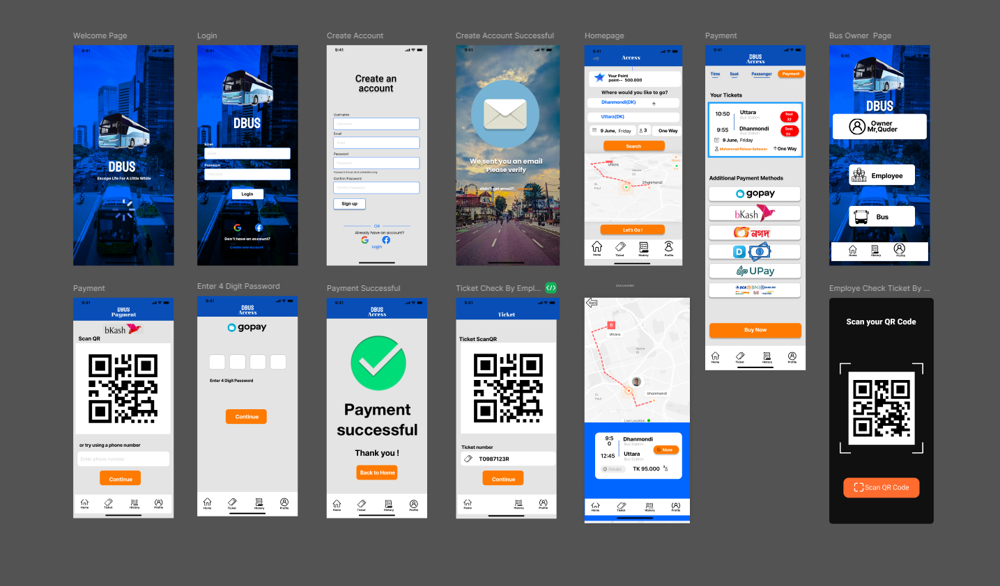 Welcome Page
9:41
DBUS
Escape Life For A Little While
Login
9:41
DBUS
Email
Password
Login
OR
Don't have an account?
Create new account
Create Account
9:41
Create an
account
Username
Username
Email
Email
Password
Password
Confirm Password
Confirm Password
Sign up
OR
Already have an account?
Login
Create Account Successful
9:41
We sent you an email
Please verify
didn't get email?,
Homepage
9:41
Access
Your Point
point-- 500.000
Where would you like to go?
Dhanmondi(DK)
Uttara(DK)
9 June, Friday
3
One Way
Search
Uttara
Sector
23
St.
Paul
Dhanmondi
Let's Go !
Home
Ticket
History
Profile
Payment
9:41
DBUS
Access
Time
Seat
Passenger
Payment
Your Tickets
10:50
Uttara
Bus Station
Seat
32
9:55
Dhanmondi
Bus Station
Seat
33
9 June, Friday
Muhammad Ridwan Setiawan
One Way
Additional Payment Methods
gopay
bKash
নগদ
D
UPay
BCA
BNI
bii
Buy Now
Home
Ticket
History
Profile
Bus Owner Page
9:41
DBUS
Owner
Mr,Quder
Employee
Bus
Home
History
Profile
Payment
9:41
DBUS
Payment
bKash
Scan QR
or try using a phone number
Enter phone number
Continue
Home
Ticket
History
Profile
Enter 4 Digit Password
9:41
DBUS
Access
gopay
Enter 4 Digit Password
Continue
Home
Ticket
History
Profile
Payment Successful
9:41
DBUS
Access
Payment
successful
Thank you !
Back to Home
Home
Ticket
History
Profile
Ticket Check By Empl...
9:41
Ticket
Ticket ScanQR
Ticket number
T0987123R
Continue
Home
History
Profile
Live Location
Back
Uttara
Sector
23
St.
Paul
Dhanmondi
Live Location
9:5
0
Dhanmondi
Bus Station
More
12:45
Uttara
Bus Station
Details
TK 95.000
Home
Ticket
History
Profile
Employe Check Ticket By ...
Scan your QR Code
Scan QR Code